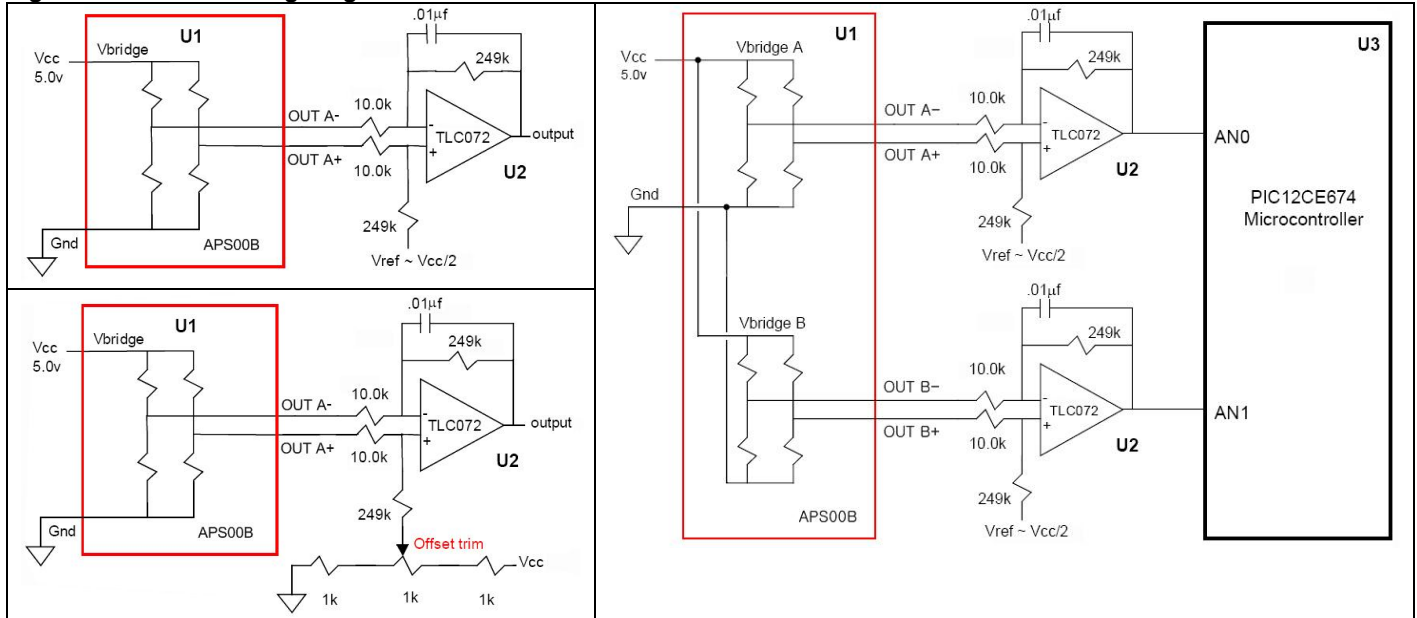 U1
Vcc
5.0v
Vbridge
.01µf
249k
OUT A-
10.0k
TLC072
-
+
output
OUT A+
10.0k
U2
249k
Gnd
APS00B
Vref ~ Vcc/2
U1
Vcc
5.0v
Vbridge
.01µf
249k
OUT A-
10.0k
TLC072
-
+
output
OUT A+
10.0k
U2
249k
Gnd
APS00B
Offset trim
Vcc
1k 1k 1k
U1
U3
Vcc
5.0v
Vbridge A
.01µf
249k
OUT A−
10.0k
TLC072
-
+
AN0
OUT A+
10.0k
U2
Gnd
249k
Vref ~ Vcc/2
PIC12CE674
Microcontroller
Vbridge B
.01µf
249k
OUT B−
10.0k
TLC072
-
+
AN1
OUT B+
10.0k
U2
249k
APS00B
Vref ~ Vcc/2